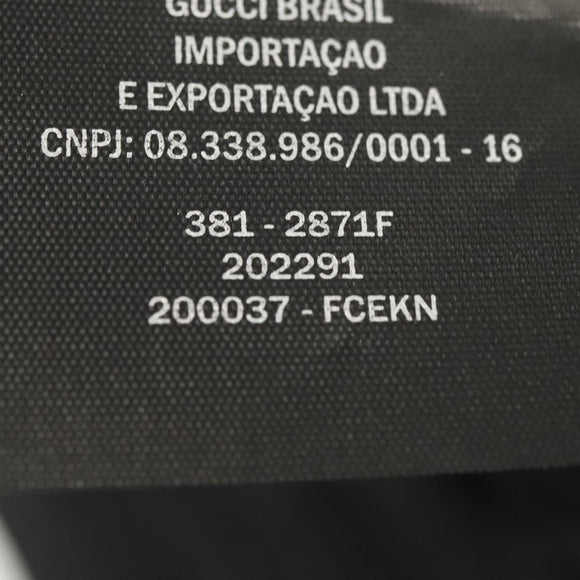 GUCCI BRASIL
IMPORTAÇAO
E EXPORTAÇAO LTDA
CNPJ: 08.338.986/0001 - 16
381 - 2871F
202291
200037 - FCEKN